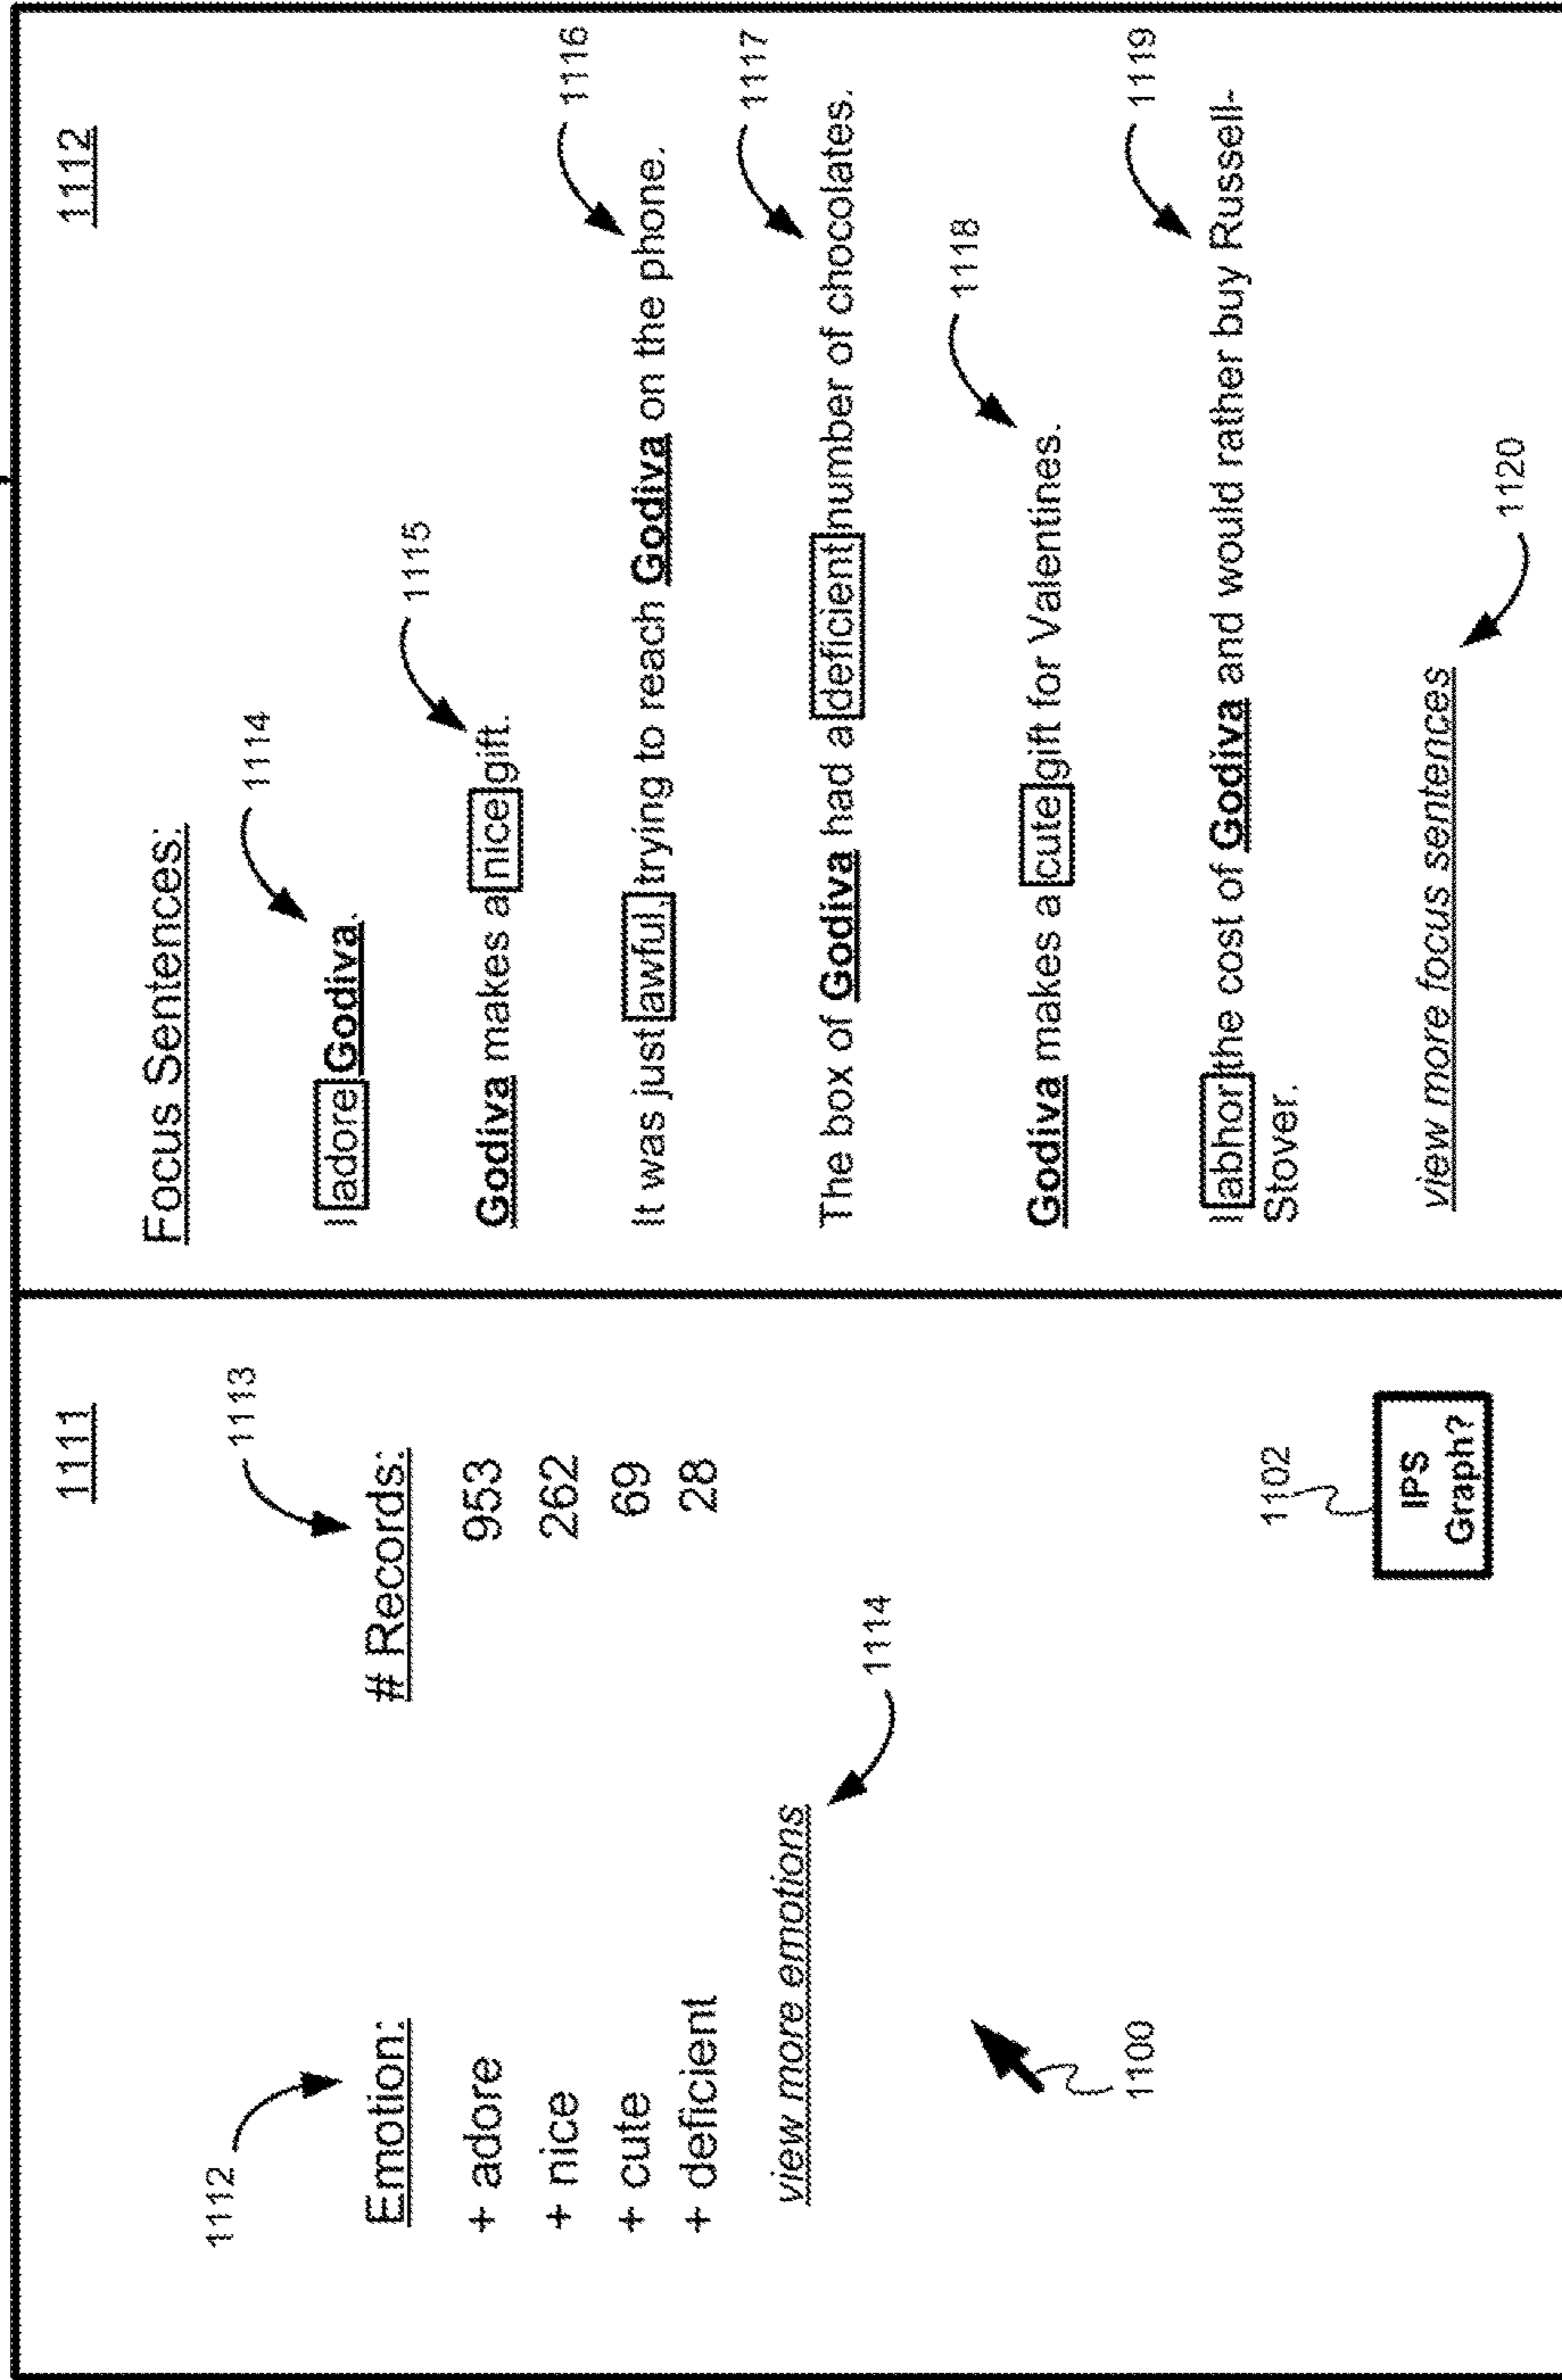 1111
1112
1113
Emotion:
# Records:
+ adore 953
+ nice 262
+ cute 69
+ deficient 28
view more emotions
1114
1100
1102
IPS
Graph?
1112
Focus Sentences:
1114
I adore Godiva.
1115
Godiva makes a nice gift.
1116
It was just awful, trying to reach Godiva on the phone.
1117
The box of Godiva had a deficient number of chocolates.
1118
Godiva makes a cute gift for Valentines.
1119
I abhor the cost of Godiva and would rather buy Russell-
Stover.
view more focus sentences
1120